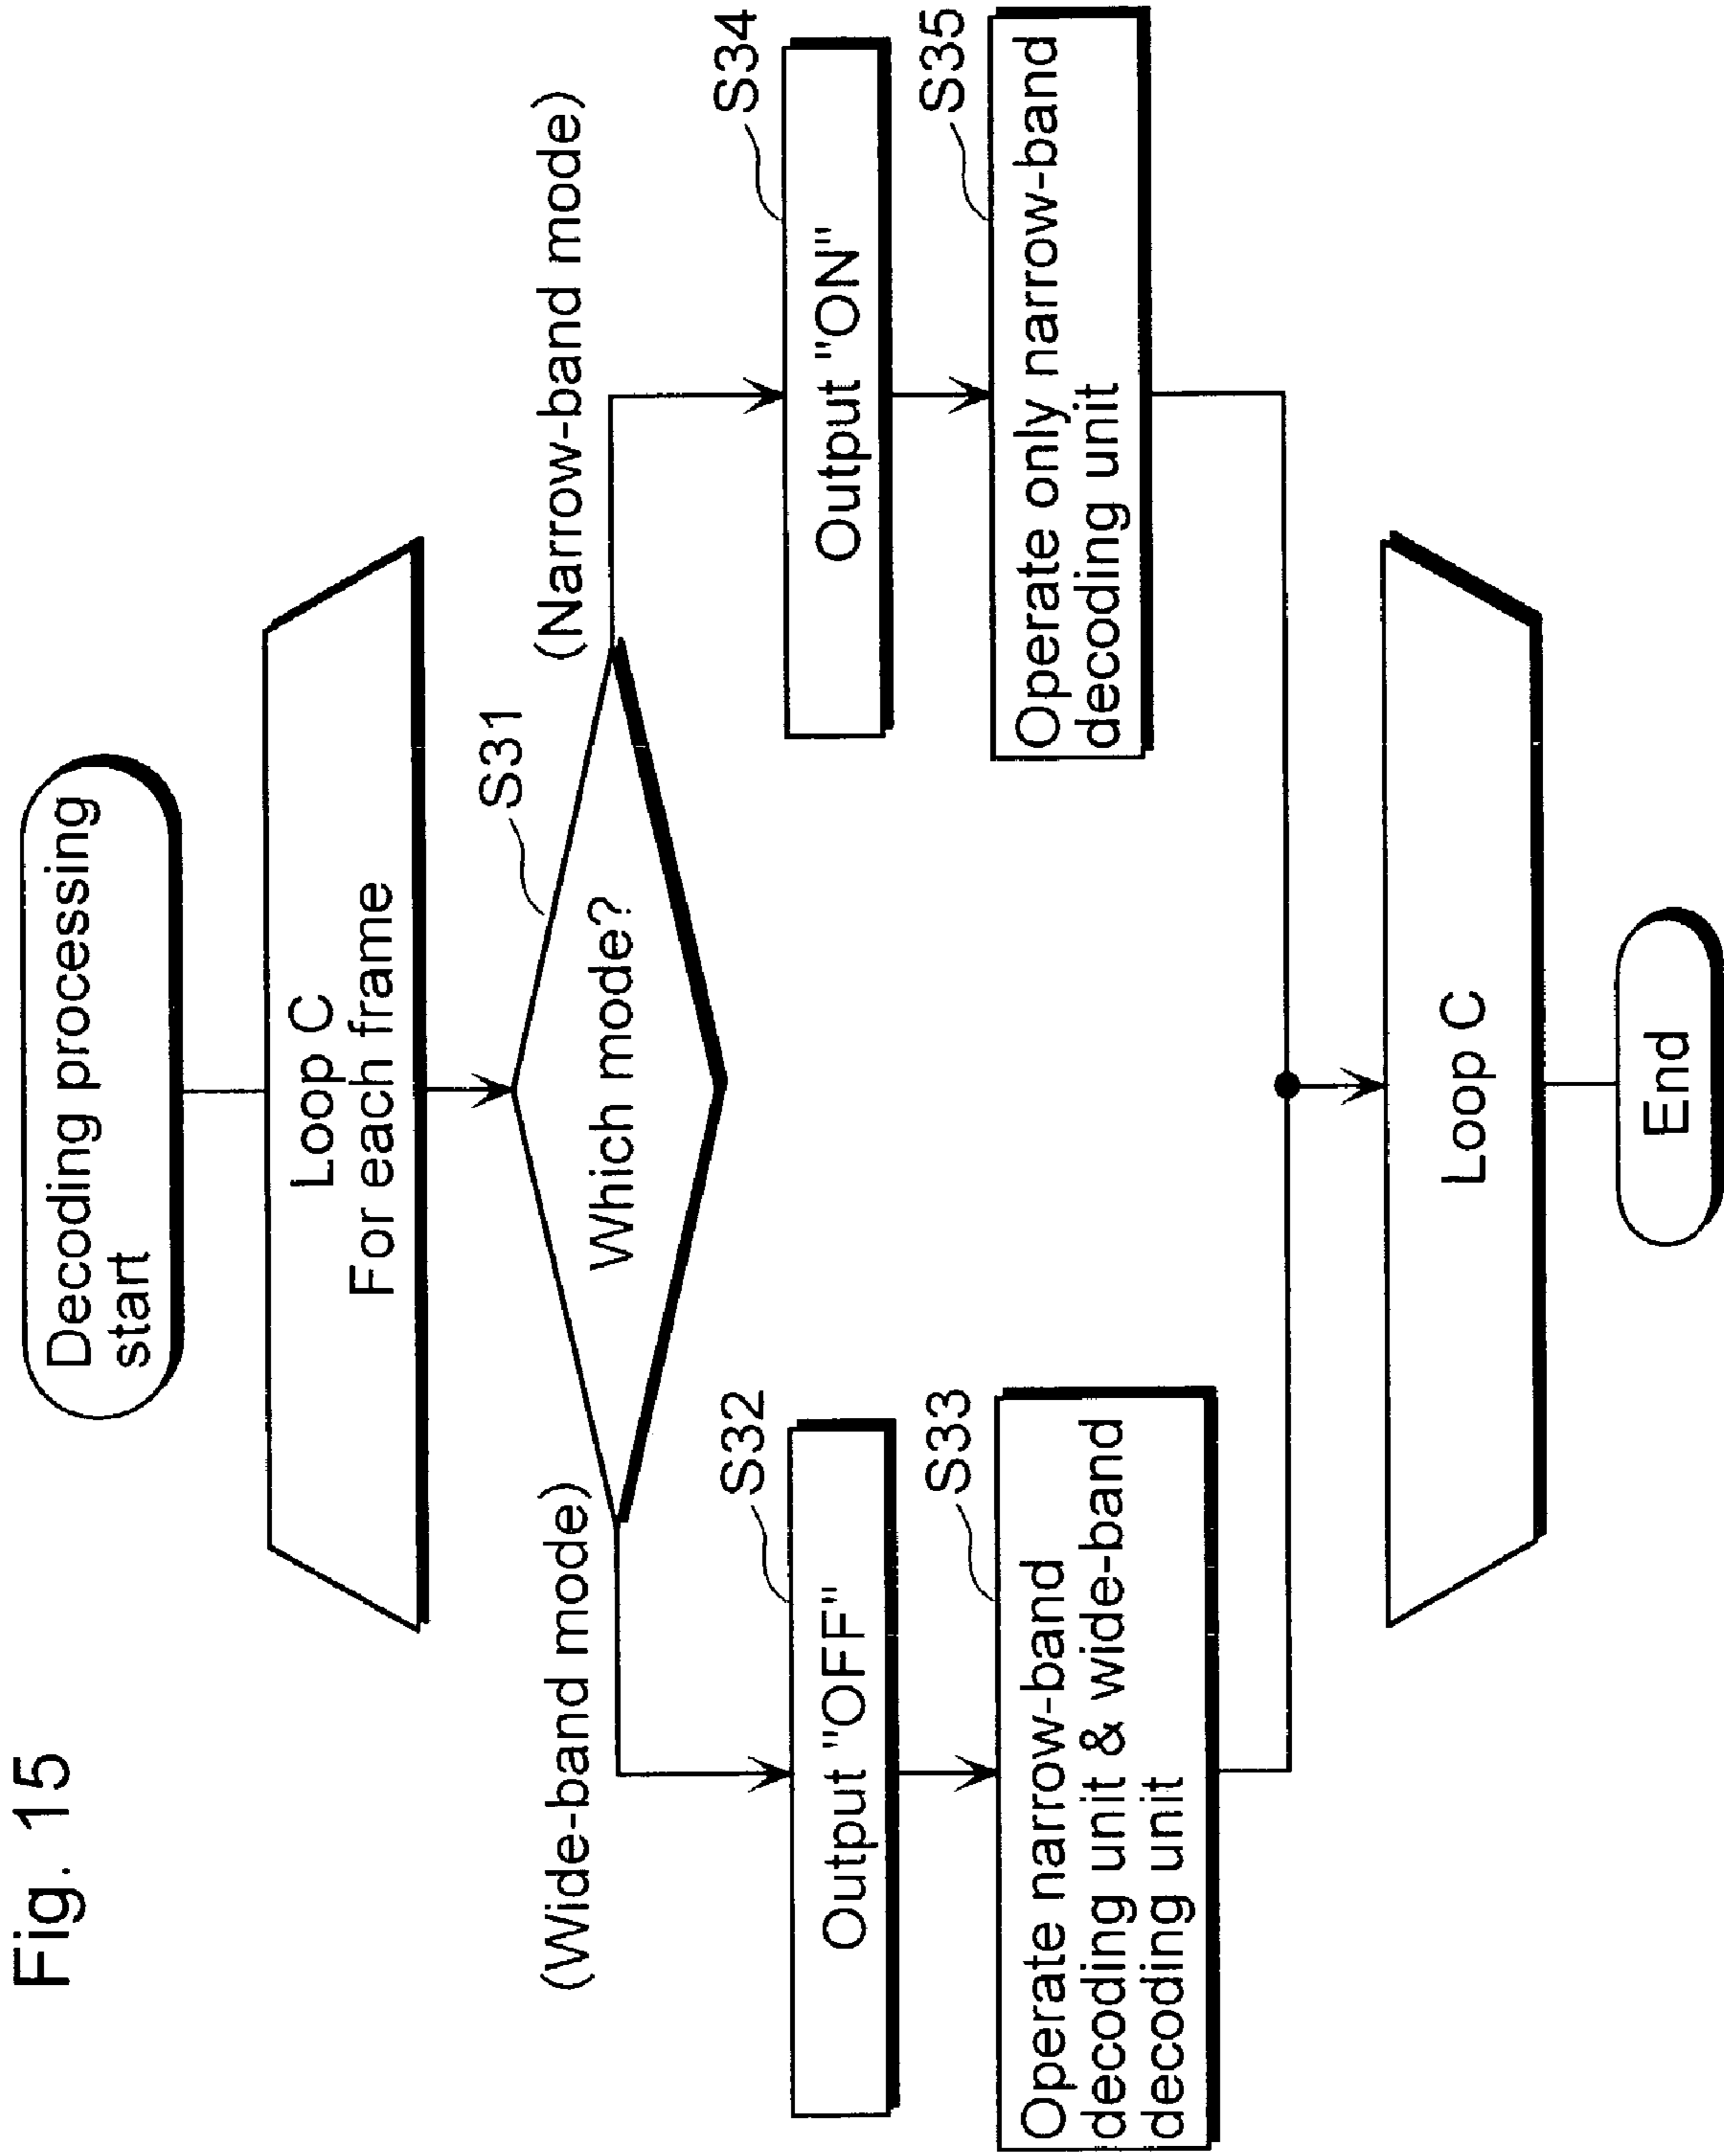 Fig. 15
Decoding processing
start
Loop C
For each frame
S31
Which mode?
(Wide-band mode)
(Narrow-band mode)
S32
Output "OFF"
S33
Operate narrow-band
decoding unit & wide-band
decoding unit
S34
Output "ON"
S35
Operate only narrow-band
decoding unit
Loop C
End